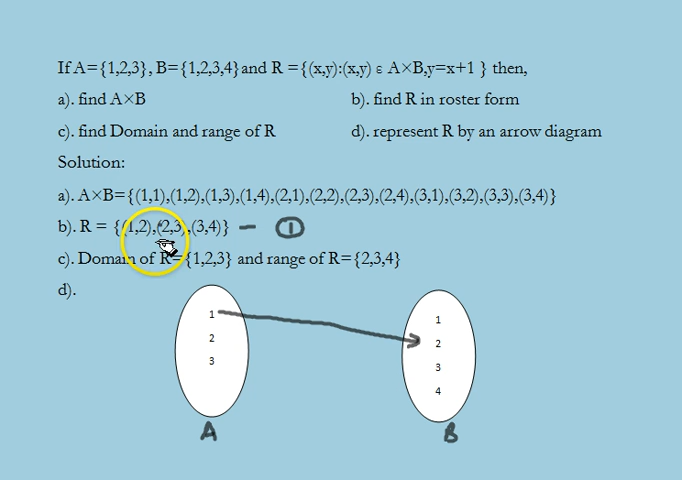 If A={1,2,3}, B={1,2,3,4} and R ={(x,y):(x,y) ε A×B,y=x+1 } then,
a). find A×B b). find R in roster form
c). find Domain and range of R d). represent R by an arrow diagram
Solution:
a). A×B={(1,1),(1,2),(1,3),(1,4),(2,1),(2,2),(2,3),(2,4),(3,1),(3,2),(3,3),(3,4)}
b). R = {(1,2),(2,3),(3,4)} – ①
c). Domain of R={1,2,3} and range of R={2,3,4}
d).
1
2
3
A
1
2
3
4
B